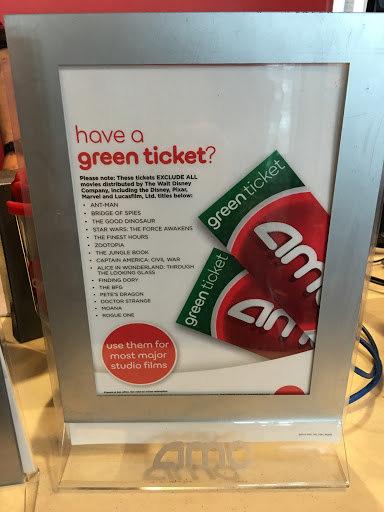 have a
green ticket?
Please note: These tickets EXCLUDE ALL
movies distributed by The Walt Disney
Company, including the Disney, Pixar,
Marvel and Lucasfilm, Ltd. titles below:
• ANT-MAN
• BRIDGE OF SPIES
• THE GOOD DINOSAUR
• STAR WARS: THE FORCE AWAKENS
• THE FINEST HOURS
• ZOOTOPIA
• THE JUNGLE BOOK
• CAPTAIN AMERICA: CIVIL WAR
• ALICE IN WONDERLAND: THROUGH
THE LOOKING GLASS
• FINDING DORY
• THE BFG
• PETE'S DRAGON
• DOCTOR STRANGE
• MOANA
• ROGUE ONE
use them for
most major
studio films
green ticket
amc
green ticket
amc
amc